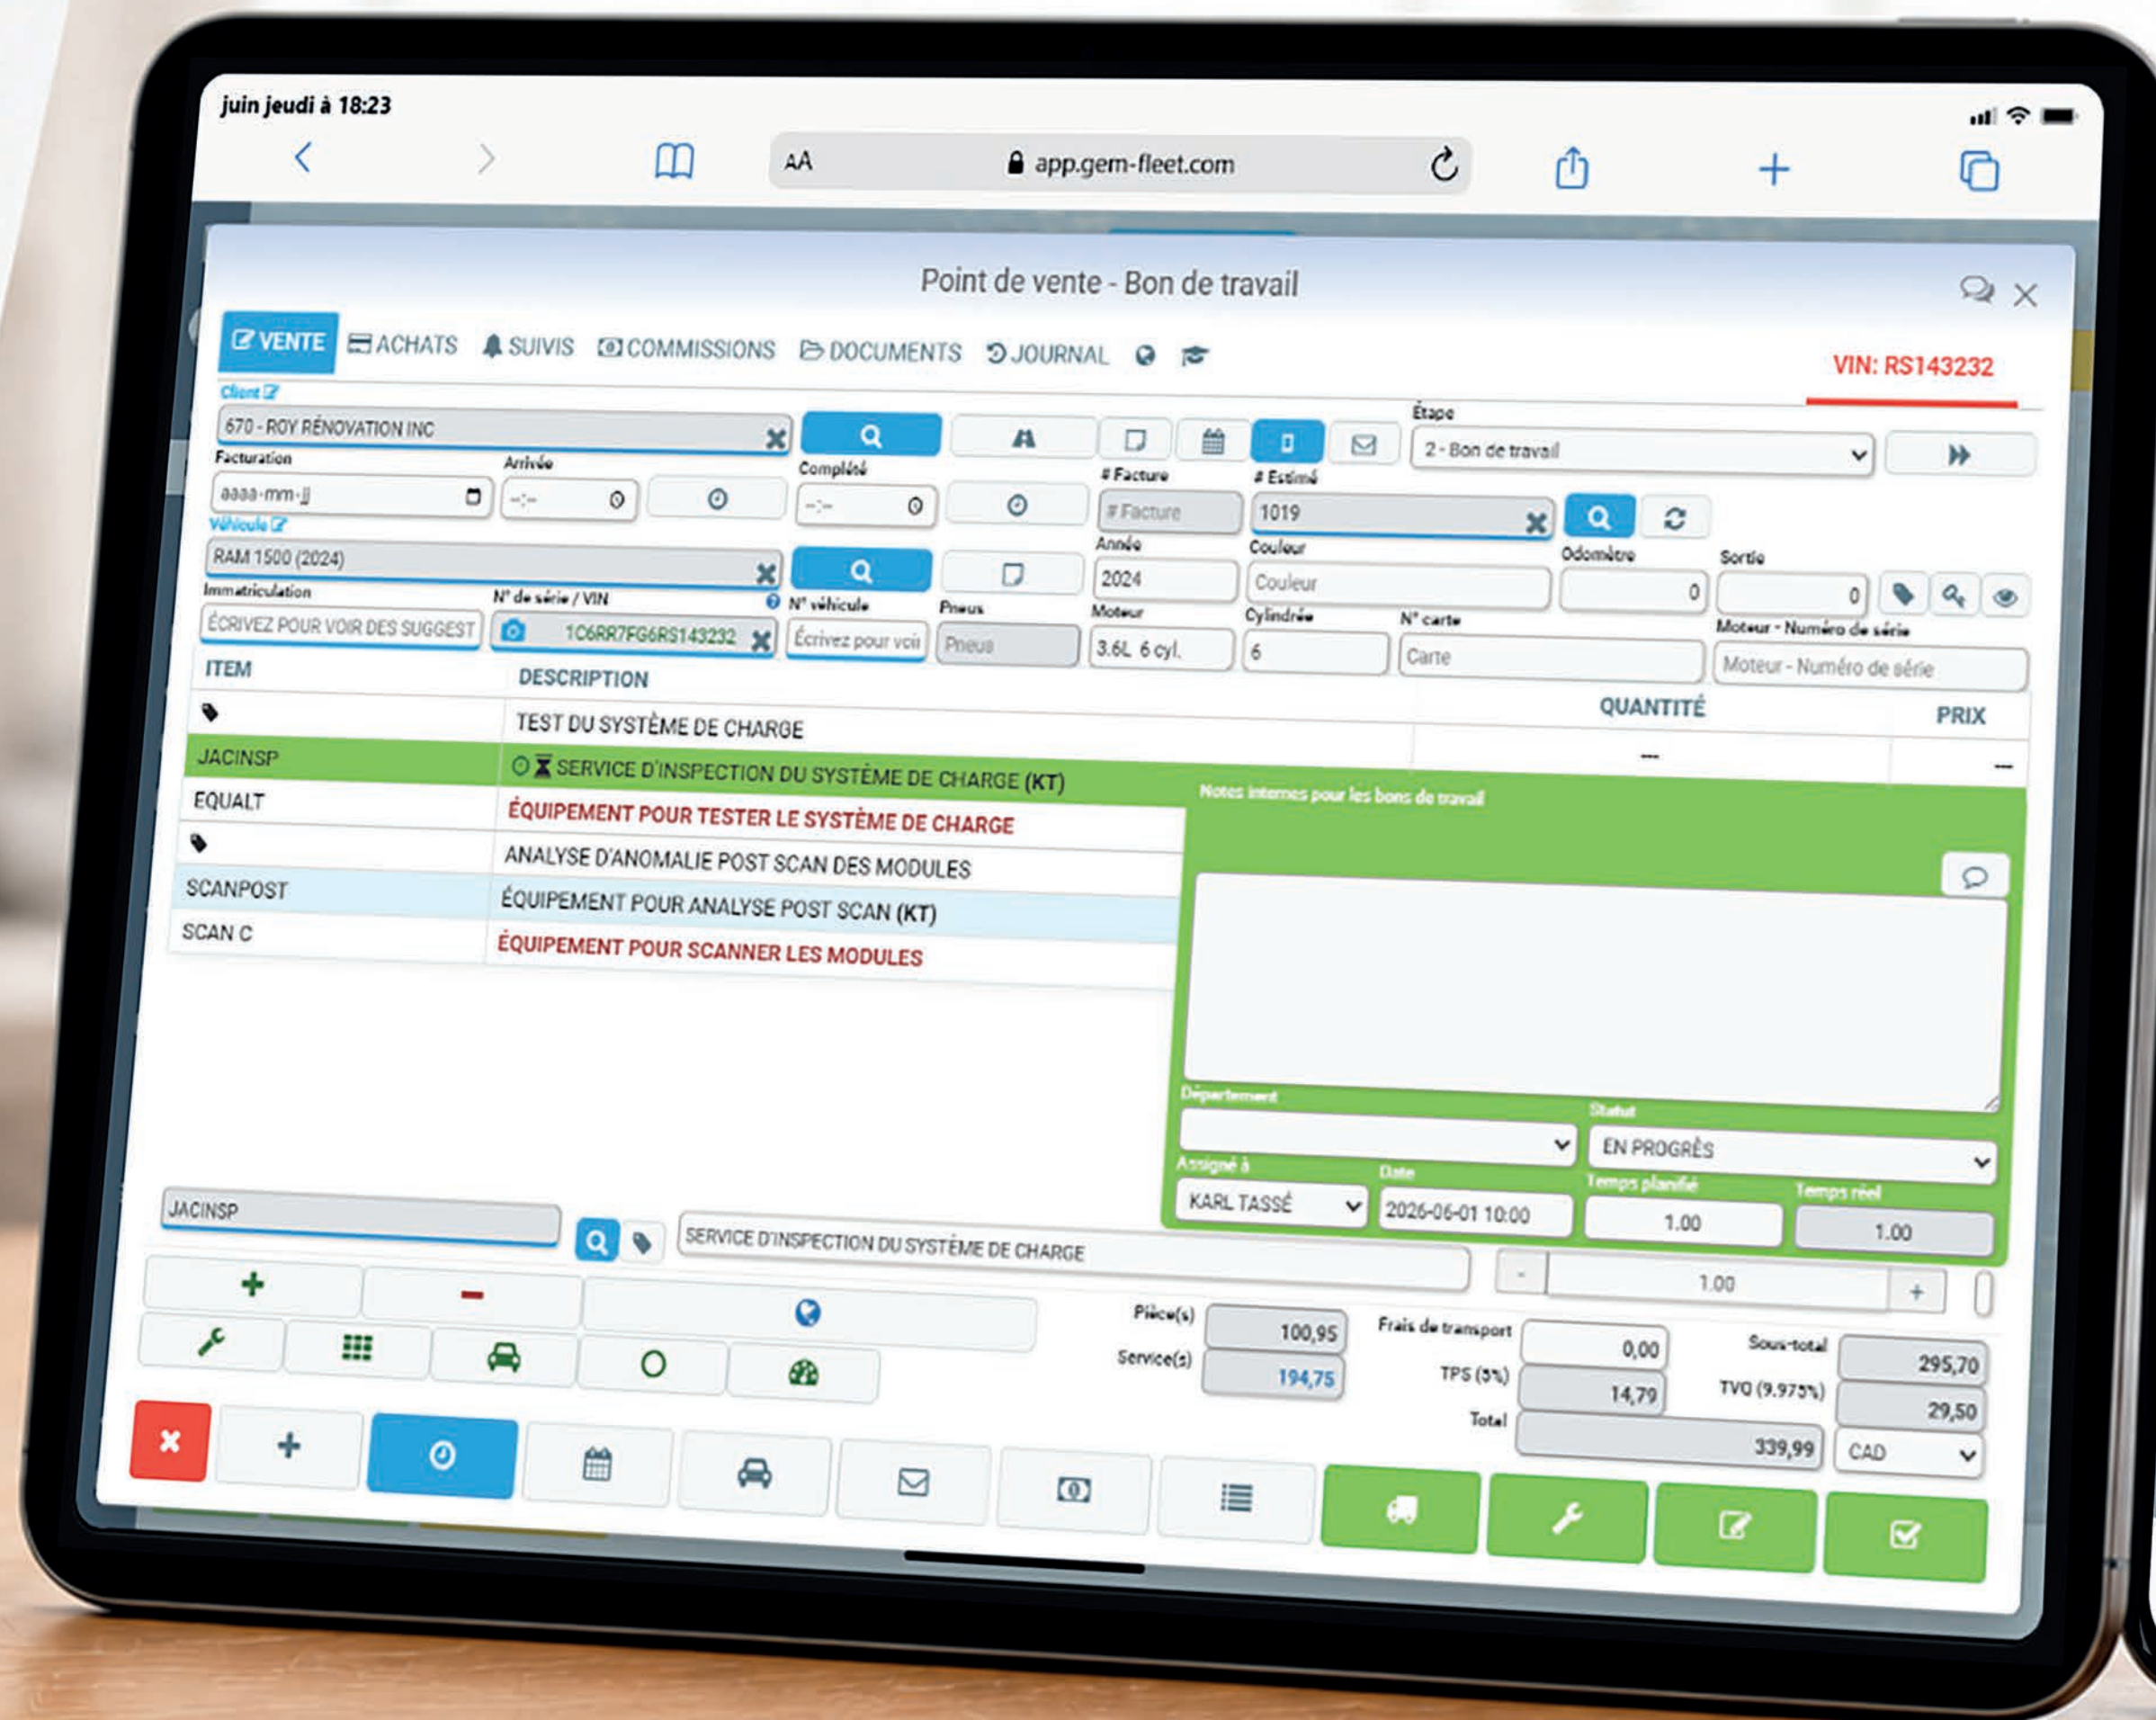 juin jeudi à 18:23
AA app.gem-fleet.com
Point de vente - Bon de travail
VENTE ACHATS SUIVIS COMMISSIONS DOCUMENTS JOURNAL
VIN: RS143232
Client
Étape
670 - ROY RÉNOVATION INC
2 - Bon de travail
Facturation Arrivée Complété # Facture # Estimé
aaaa-mm-jj --:-- --:-- # Facture 1019
Véhicule Année Couleur Odomètre Sortie
RAM 1500 (2024) 2024 Couleur 0 0
Immatriculation N° de série / VIN N° véhicule Pneus Moteur Cylindrée N° carte Moteur - Numéro de série
ÉCRIVEZ POUR VOIR DES SUGGEST 1C6RR7FG6RS143232 Écrivez pour voir Pneus 3.6L 6 cyl. 6 Carte Moteur - Numéro de série
ITEM DESCRIPTION QUANTITÉ PRIX
TEST DU SYSTÈME DE CHARGE --- ---
JACINSP SERVICE D'INSPECTION DU SYSTÈME DE CHARGE (KT)
EQUALT ÉQUIPEMENT POUR TESTER LE SYSTÈME DE CHARGE
ANALYSE D'ANOMALIE POST SCAN DES MODULES
SCANPOST ÉQUIPEMENT POUR ANALYSE POST SCAN (KT)
SCAN C ÉQUIPEMENT POUR SCANNER LES MODULES
Notes internes pour les bons de travail
Département Statut
EN PROGRÈS
Assigné à Date Temps planifié Temps réel
KARL TASSÉ 2026-06-01 10:00 1.00 1.00
JACINSP SERVICE D'INSPECTION DU SYSTÈME DE CHARGE - 1.00 +
Pièce(s) 100,95 Frais de transport 0,00 Sous-total 295,70
Service(s) 194,75 TPS (5%) 14,79 TVQ (9.975%) 29,50
Total 339,99 CAD